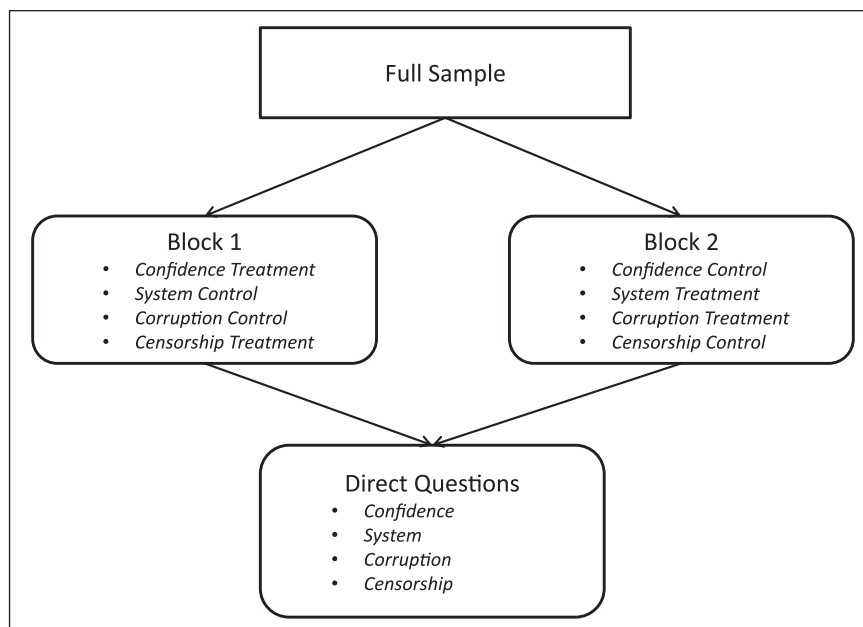 Full Sample
Block 1
• Confidence Treatment
• System Control
• Corruption Control
• Censorship Treatment
Block 2
• Confidence Control
• System Treatment
• Corruption Treatment
• Censorship Control
Direct Questions
• Confidence
• System
• Corruption
• Censorship